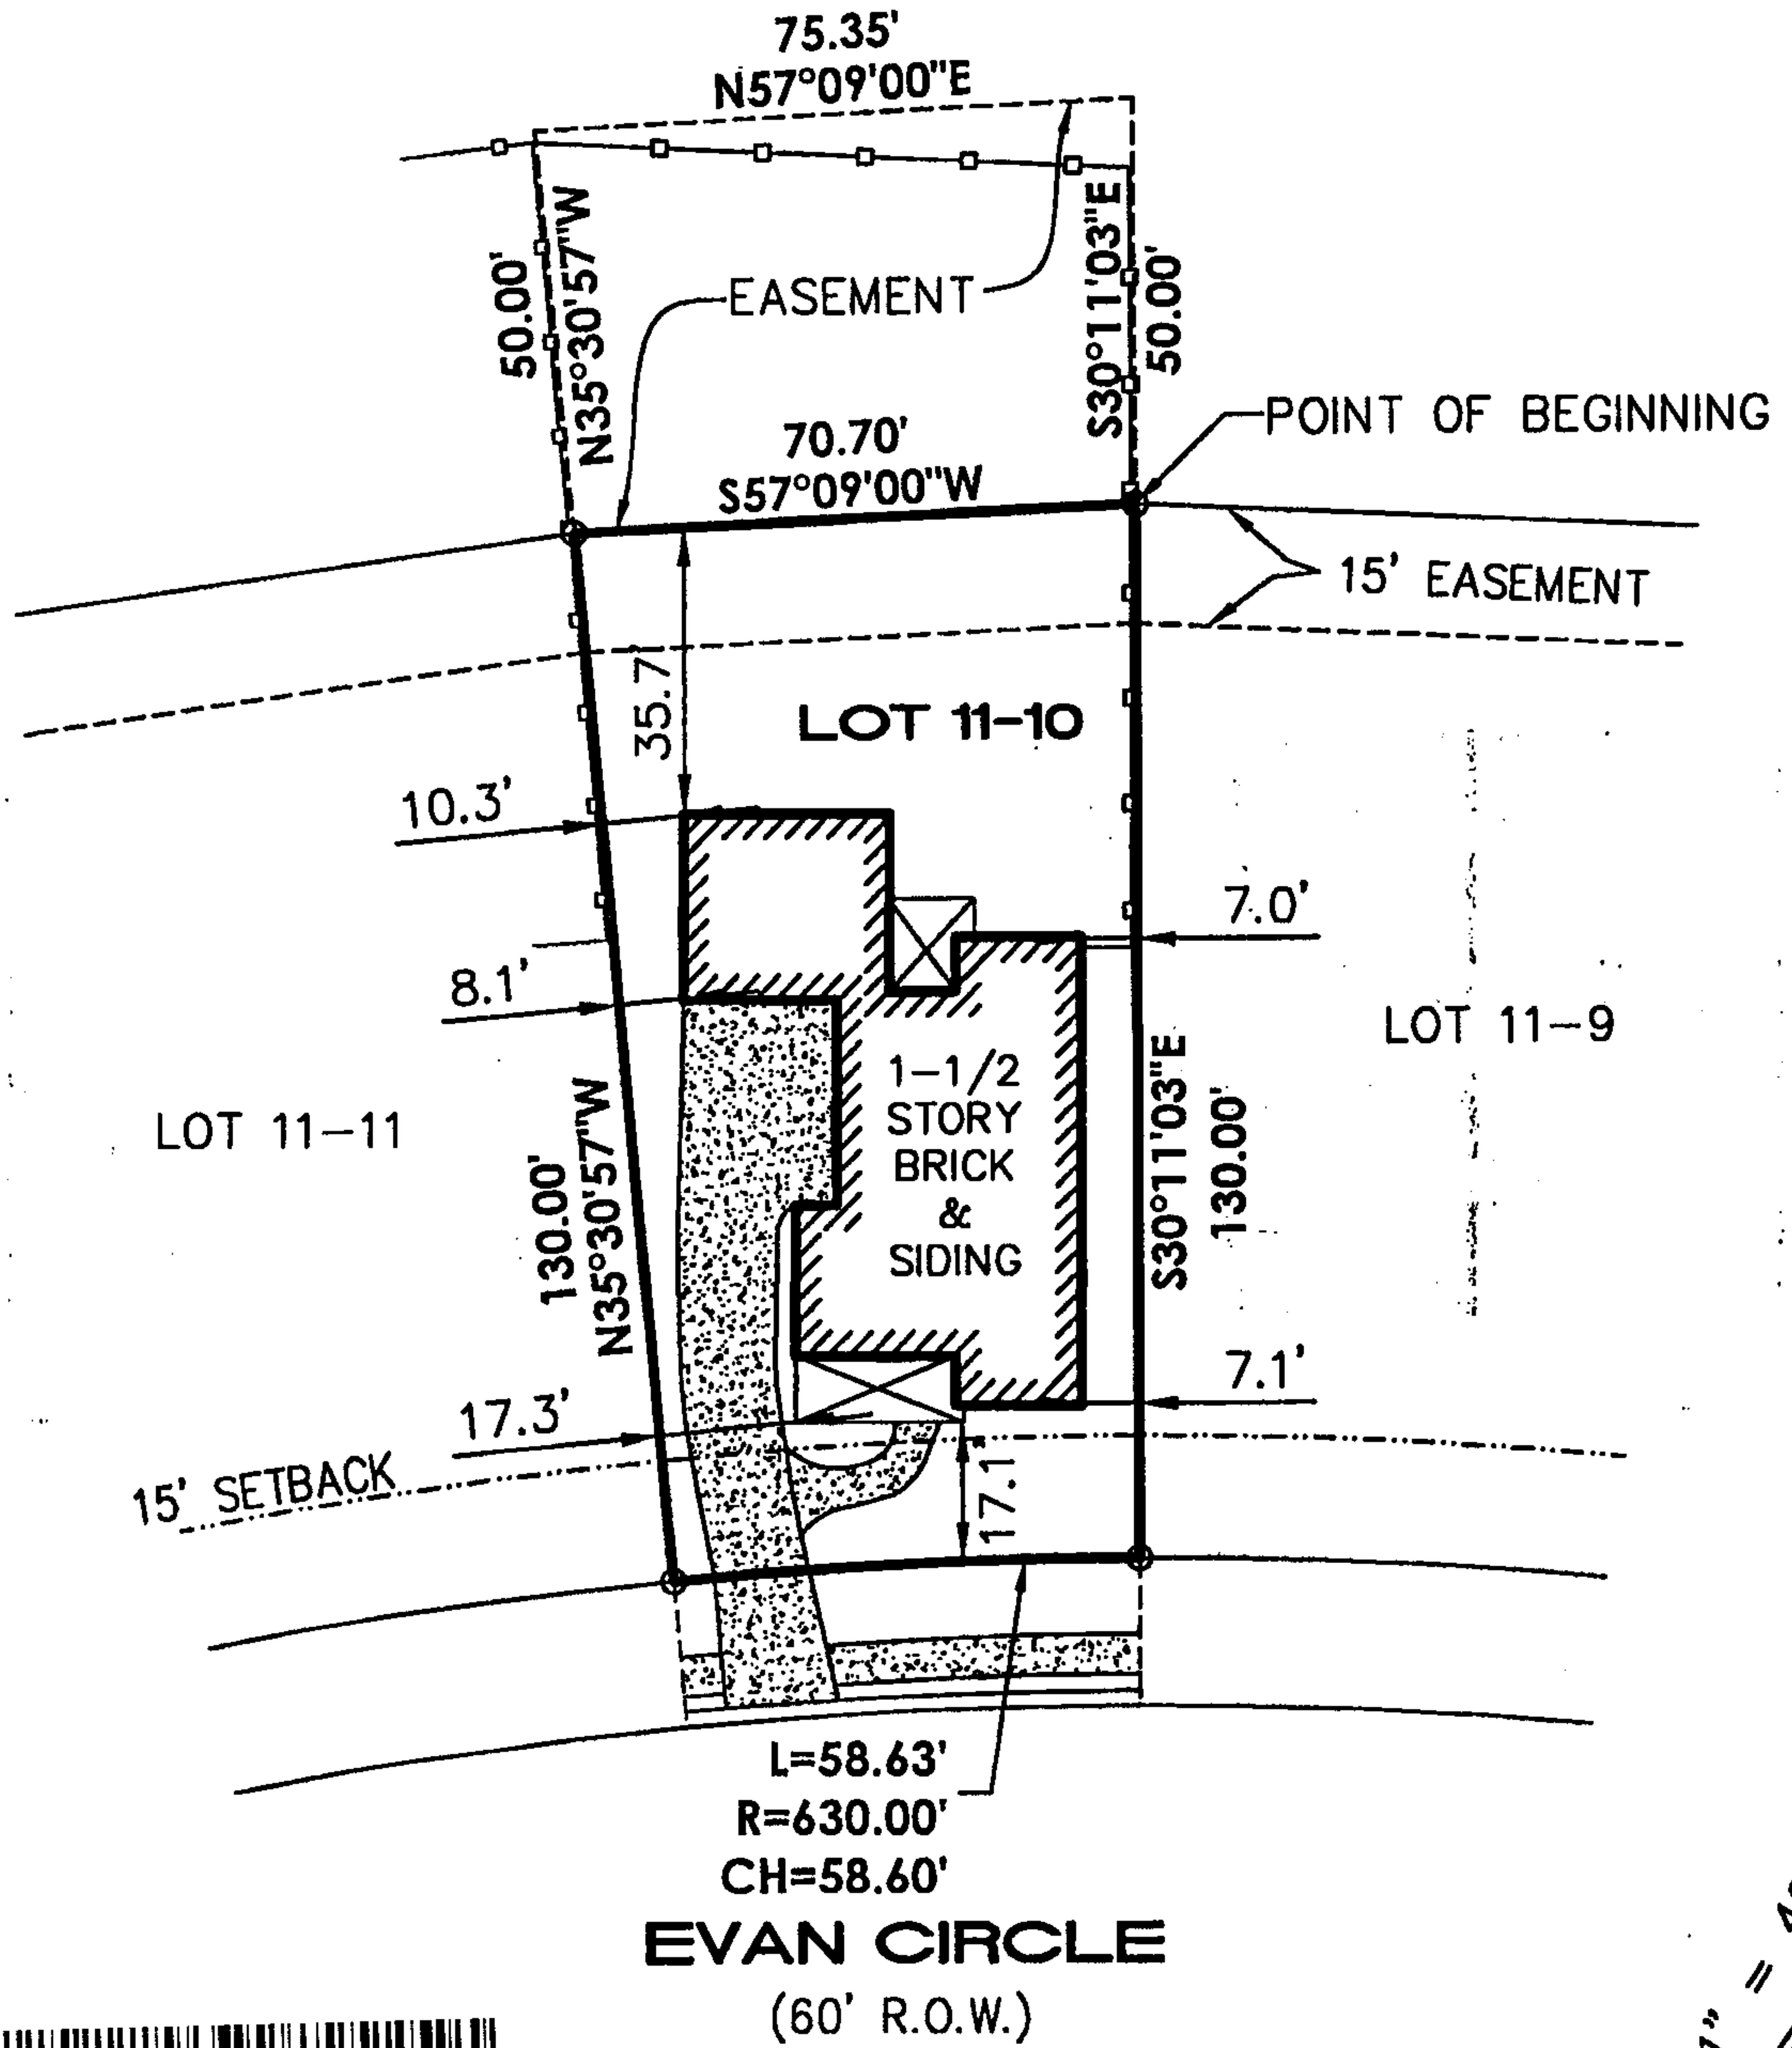 75.35'
N57°09'00"E
50.00'
N35°30'57"W
EASEMENT
S30°11'03"E
50.00'
POINT OF BEGINNING
70.70'
S57°09'00"W
15' EASEMENT
35.7'
LOT 11-10
10.3'
7.0'
8.1'
LOT 11-9
1-1/2
STORY
BRICK
&
SIDING
LOT 11-11
130.00'
N35°30'57"W
S30°11'03"E
130.00'
7.1'
17.3'
15' SETBACK
17.1'
L=58.63'
R=630.00'
CH=58.60'
EVAN CIRCLE
(60' R.O.W.)